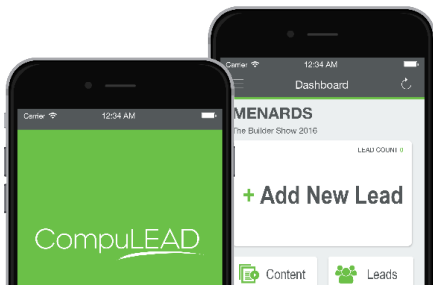 Carrier 12:34 AM
CompuLEAD
Carrier 12:34 AM
Dashboard
MENARDS
The Builder Show 2016
LEAD COUNT 0
+ Add New Lead
Content Leads